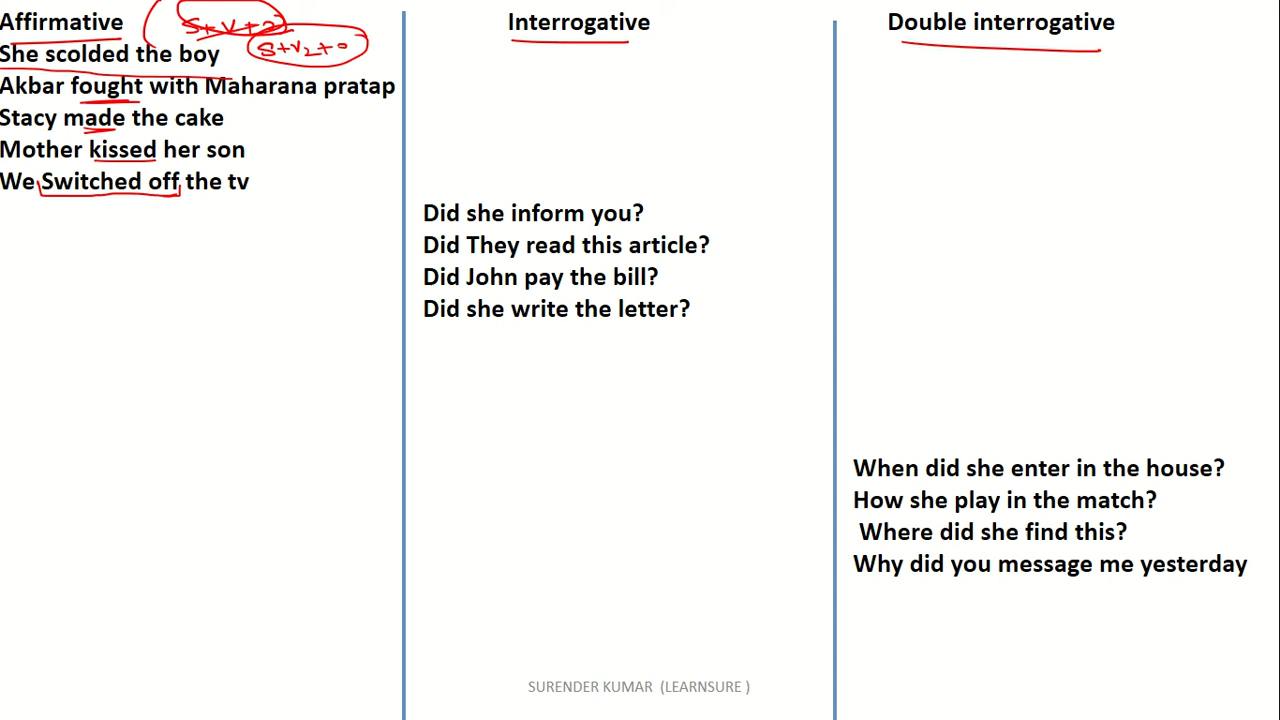 Affirmative
S+V+2
S+V2+O
She scolded the boy
Akbar fought with Maharana pratap
Stacy made the cake
Mother kissed her son
We Switched off the tv
Interrogative
Did she inform you?
Did They read this article?
Did John pay the bill?
Did she write the letter?
Double interrogative
When did she enter in the house?
How she play in the match?
Where did she find this?
Why did you message me yesterday
SURENDER KUMAR (LEARNSURE )